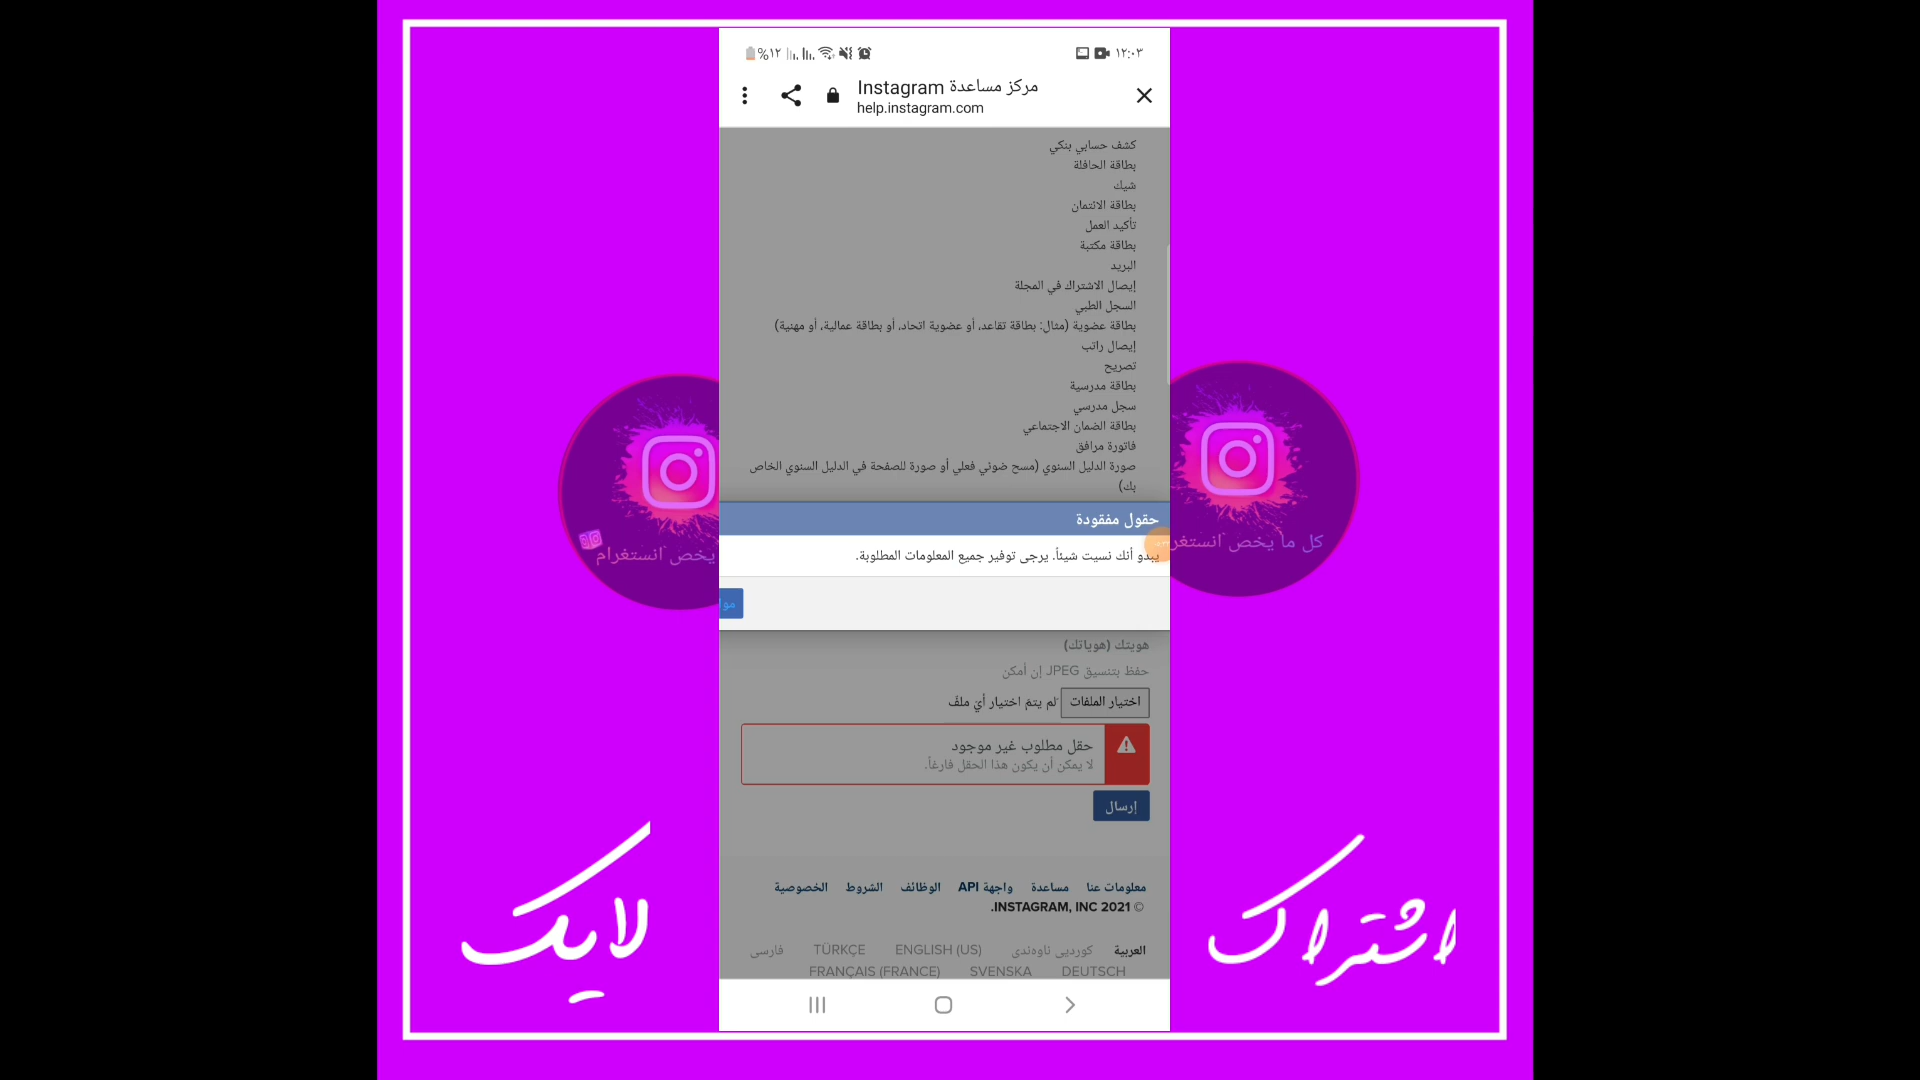 %١٢
١٢:٠٣
مركز مساعدة Instagram
help.instagram.com
كشف حسابي بنكي
بطاقة الحافلة
شيك
بطاقة الائتمان
تأكيد العمل
بطاقة مكتبة
البريد
إيصال الاشتراك في المجلة
السجل الطبي
بطاقة عضوية (مثال: بطاقة تقاعد، أو عضوية اتحاد، أو بطاقة عمالية، أو مهنية)
إيصال راتب
تصريح
بطاقة مدرسية
سجل مدرسي
بطاقة الضمان الاجتماعي
فاتورة مرافق
صورة الدليل السنوي (مسح ضوئي فعلي أو صورة للصفحة في الدليل السنوي الخاص
بك)
حقول مفقودة
يبدو أنك نسيت شيئاً. يرجى توفير جميع المعلومات المطلوبة.
هويتك (هوياتك)
حفظ بتنسيق JPEG إن أمكن
اختيار الملفات لم يتمّ اختيار أيّ ملفّ
حقل مطلوب غير موجود
لا يمكن أن يكون هذا الحقل فارغاً.
إرسال
معلومات عنا مساعدة واجهة API الوظائف الشروط الخصوصية
© 2021 INSTAGRAM, INC.
العربية كوردیی ناوەندی ENGLISH (US) TÜRKÇE فارسی
DEUTSCH SVENSKA FRANÇAIS (FRANCE)
كل ما يخص انستغرا
يخص انستغرام
اشتراك
لايك